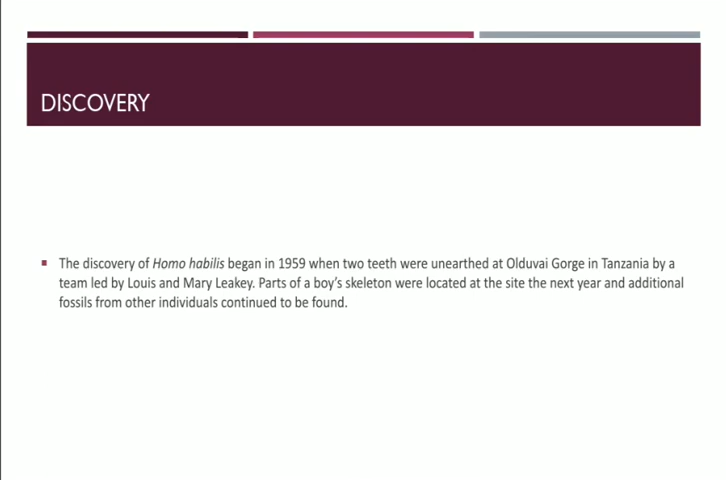 DISCOVERY
The discovery of Homo habilis began in 1959 when two teeth were unearthed at Olduvai Gorge in Tanzania by a
team led by Louis and Mary Leakey. Parts of a boy's skeleton were located at the site the next year and additional
fossils from other individuals continued to be found.